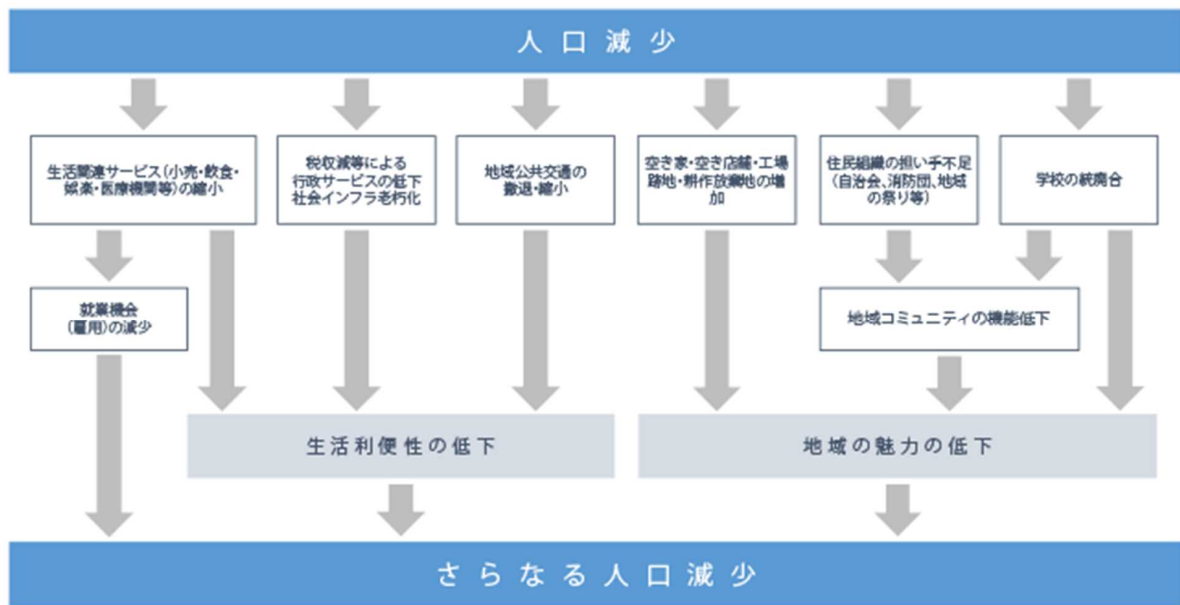 人口減少
生活関連サービス(小売・飲食・
娯楽・医療機関等)の縮小
税収減等による
行政サービスの低下
社会インフラ老朽化
地域公共交通の
撤退・縮小
空き家・空き店舗・工場
跡地・耕作放棄地の増
加
住民組織の担い手不足
(自治会、消防団、地域
の祭り等)
学校の統廃合
就業機会
(雇用)の減少
地域コミュニティの機能低下
生活利便性の低下
地域の魅力の低下
さらなる人口減少